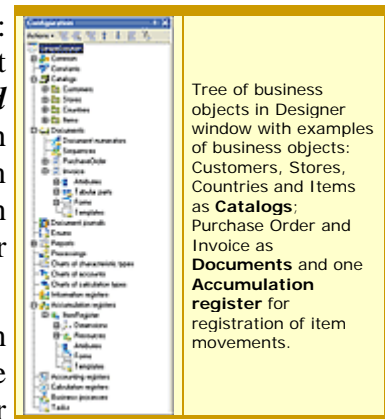 Configuration
Actions
Common
Constants
Catalogs
Customers
Stores
Countries
Items
Documents
Document numerators
Sequences
PurchaseOrder
Invoice
Attributes
Tabular parts
Forms
Templates
Document journals
Enums
Reports
Processings
Charts of characteristic types
Charts of accounts
Charts of calculation types
Information registers
Accumulation registers
ItemRegister
Dimensions
Resources
Attributes
Forms
Templates
Accounting registers
Calculation registers
Business processes
Tasks
Tree of business
objects in Designer
window with examples
of business objects:
Customers, Stores,
Countries and Items
as Catalogs;
Purchase Order and
Invoice as
Documents and one
Accumulation
register for
registration of item
movements.